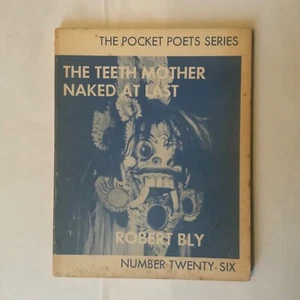 THE POCKET POETS SERIES
THE TEETH MOTHER
NAKED AT LAST
ROBERT BLY
NUMBER TWENTY-SIX